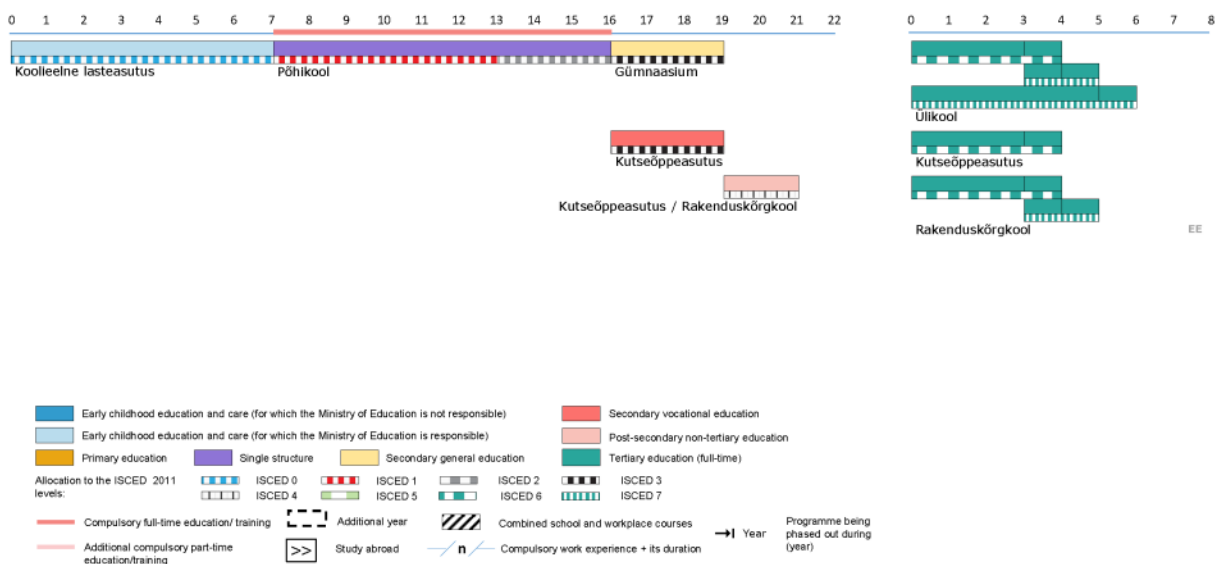 0 1 2 3 4 5 6 7 8 9 10 11 12 13 14 15 16 17 18 19 20 21 22 0 1 2 3 4 5 6 7 8
Koolieelne lasteasutus Põhikool Gümnaasium
Ülikool
Kutseõppeasutus Kutseõppeasutus
Kutseõppeasutus / Rakenduskõrgkool
Rakenduskõrgkool EE
Early childhood education and care (for which the Ministry of Education is not responsible) Secondary vocational education
Early childhood education and care (for which the Ministry of Education is responsible) Post-secondary non-tertiary education
Primary education Single structure Secondary general education Tertiary education (full-time)
Allocation to the ISCED 2011 ISCED 0 ISCED 1 ISCED 2 ISCED 3
levels: ISCED 4 ISCED 5 ISCED 6 ISCED 7
Compulsory full-time education/ training Additional year Combined school and workplace courses Year Programme being
phased out during
(year)
Additional compulsory part-time
education/training >> Study abroad n Compulsory work experience + its duration